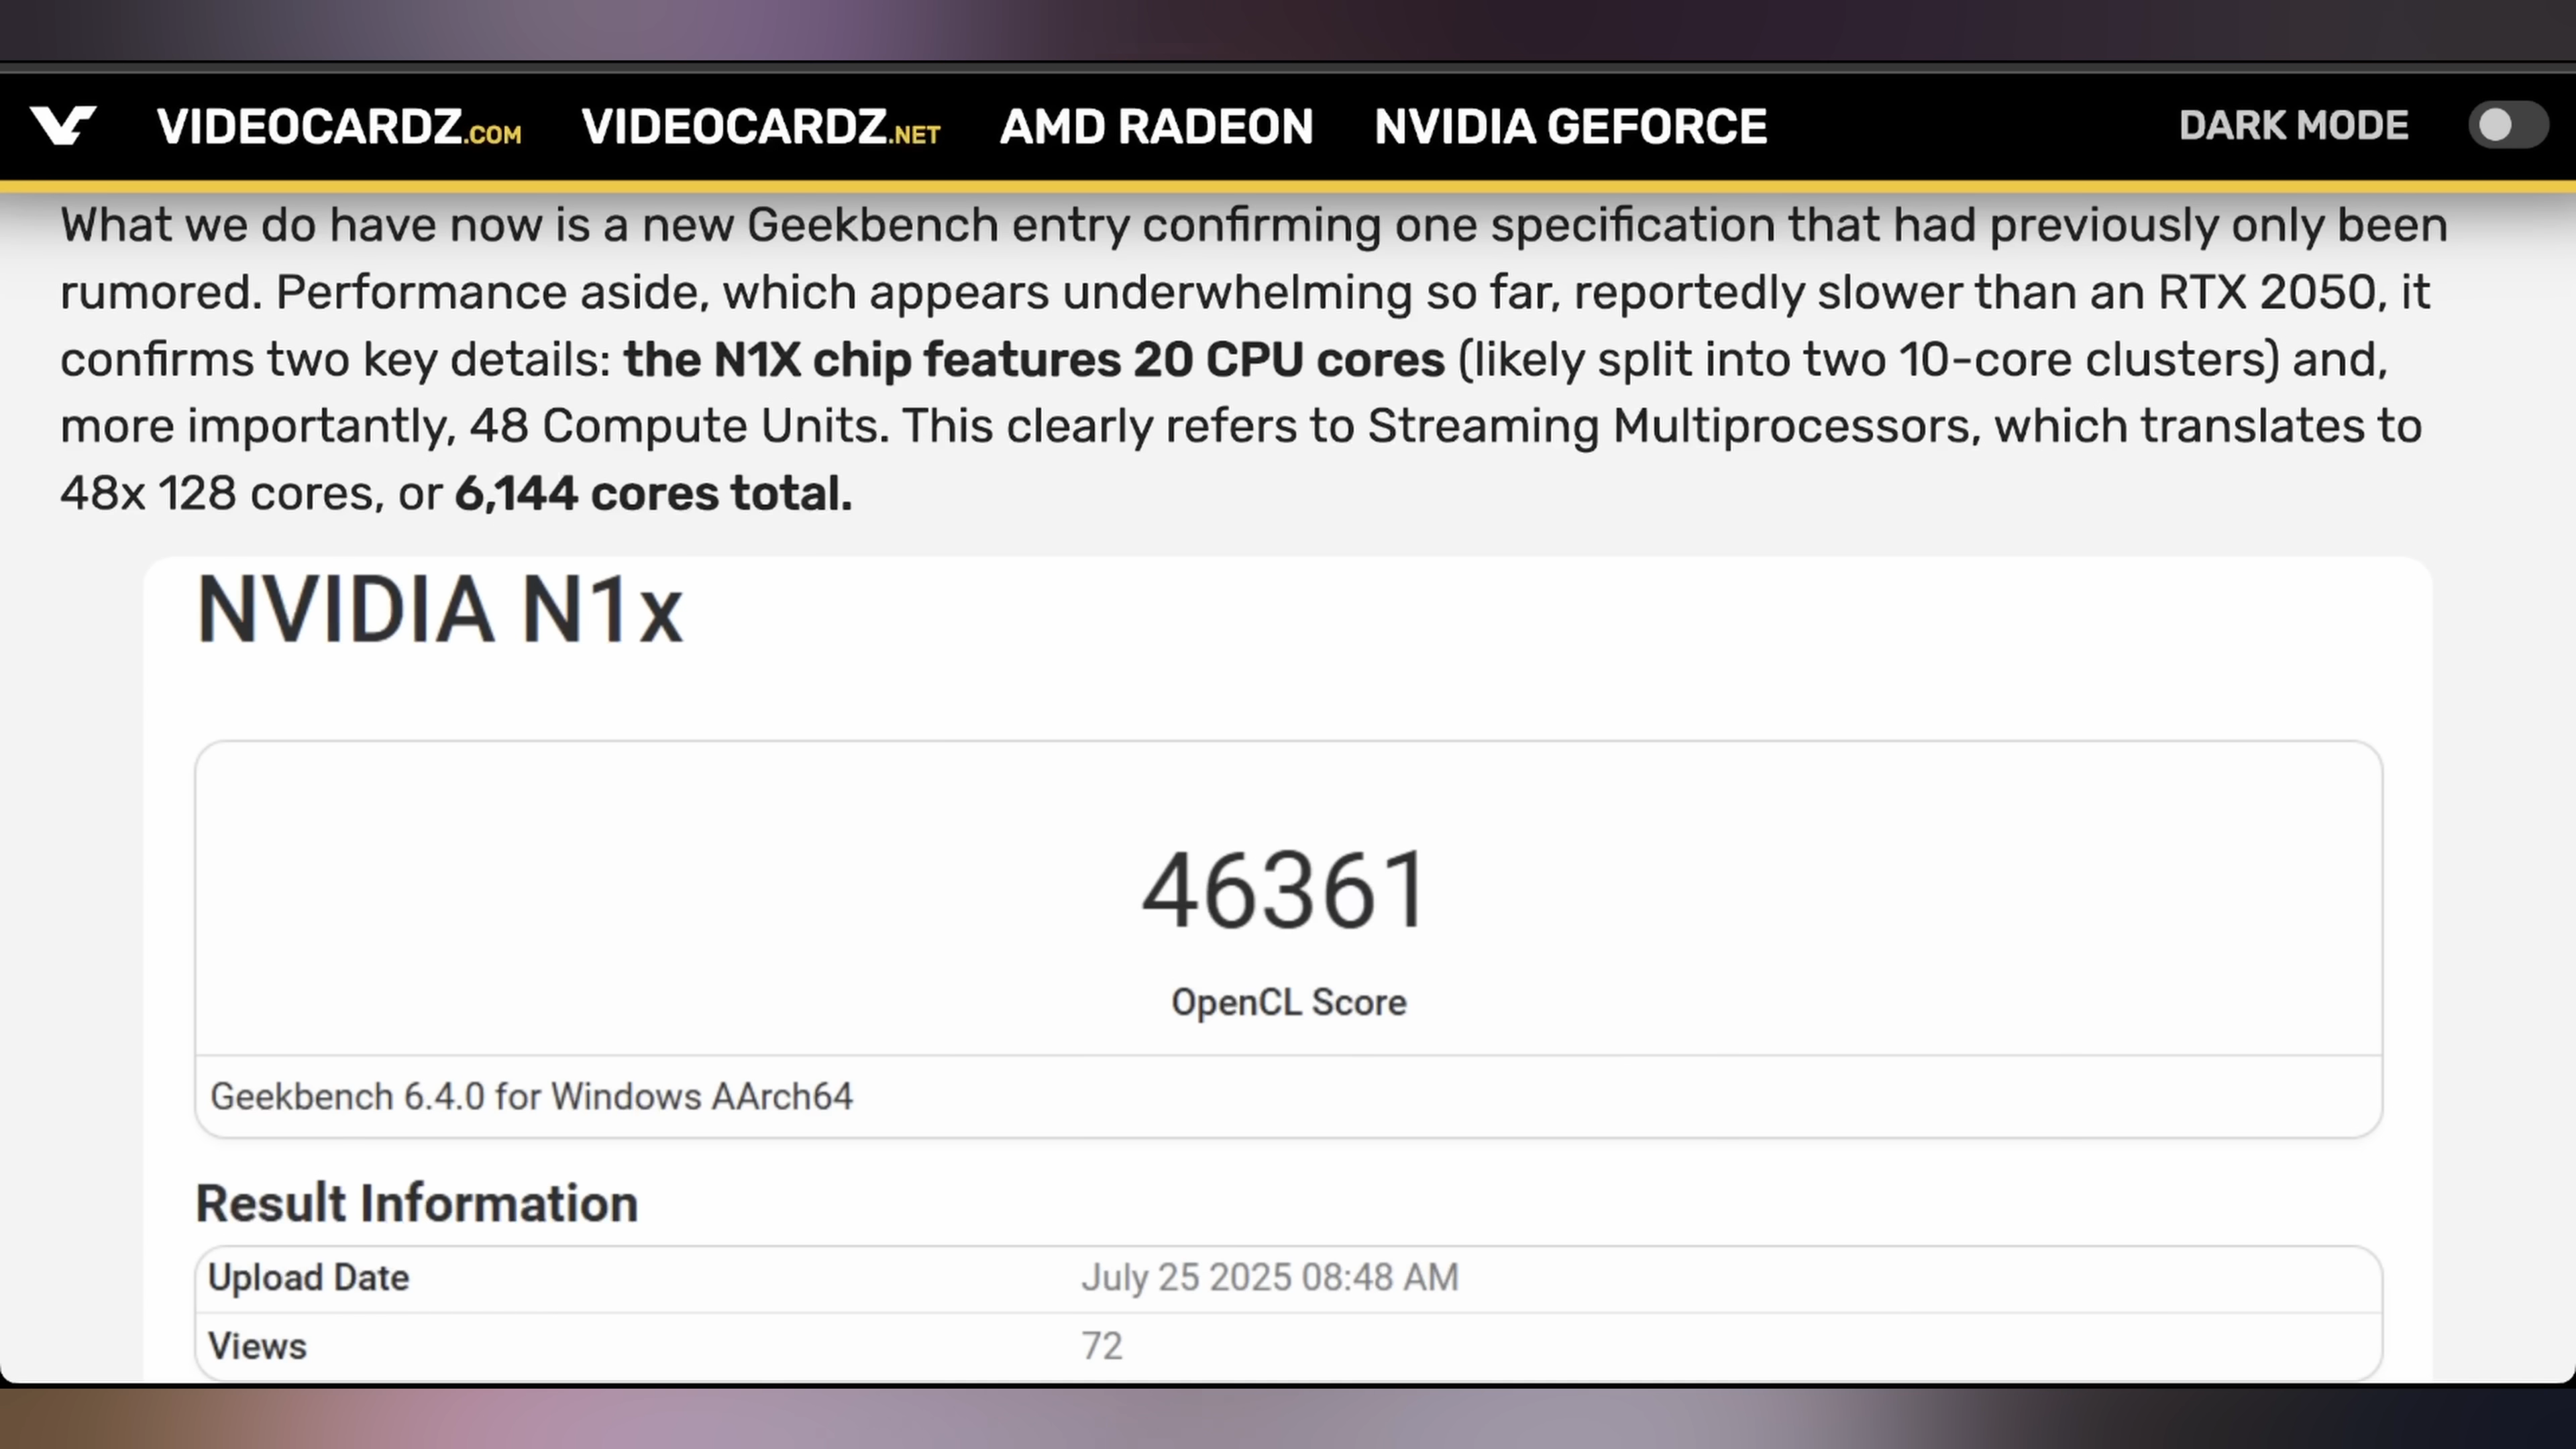 VIDEOCARDZ.COM VIDEOCARDZ.NET AMD RADEON NVIDIA GEFORCE DARK MODE
What we do have now is a new Geekbench entry confirming one specification that had previously only been
rumored. Performance aside, which appears underwhelming so far, reportedly slower than an RTX 2050, it
confirms two key details: the N1X chip features 20 CPU cores (likely split into two 10-core clusters) and,
more importantly, 48 Compute Units. This clearly refers to Streaming Multiprocessors, which translates to
48x 128 cores, or 6,144 cores total.
NVIDIA N1x
46361
OpenCL Score
Geekbench 6.4.0 for Windows AArch64
Result Information
Upload Date July 25 2025 08:48 AM
Views 72